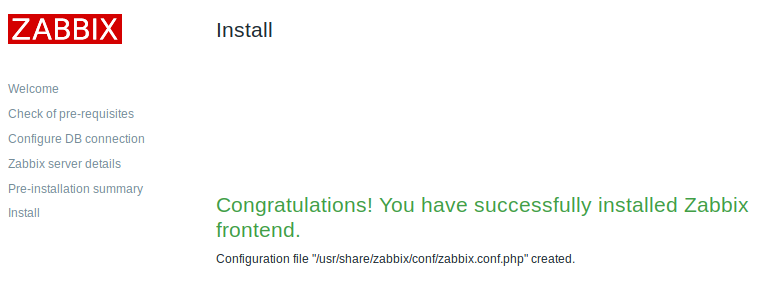 ZABBIX
Install
Welcome
Check of pre-requisites
Configure DB connection
Zabbix server details
Pre-installation summary
Install
Congratulations! You have successfully installed Zabbix
frontend.
Configuration file "/usr/share/zabbix/conf/zabbix.conf.php" created.